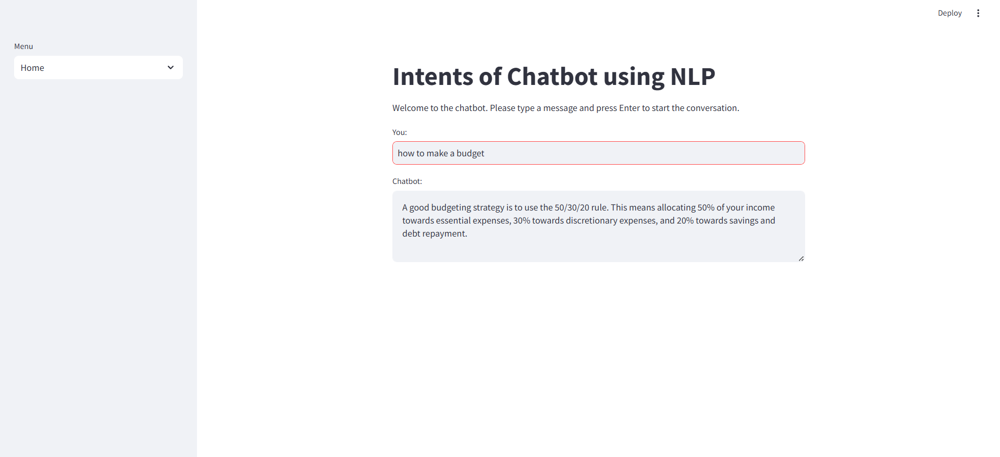 Deploy
Menu
Home
Intents of Chatbot using NLP
Welcome to the chatbot. Please type a message and press Enter to start the conversation.
You:
how to make a budget
Chatbot:
A good budgeting strategy is to use the 50/30/20 rule. This means allocating 50% of your income
towards essential expenses, 30% towards discretionary expenses, and 20% towards savings and
debt repayment.